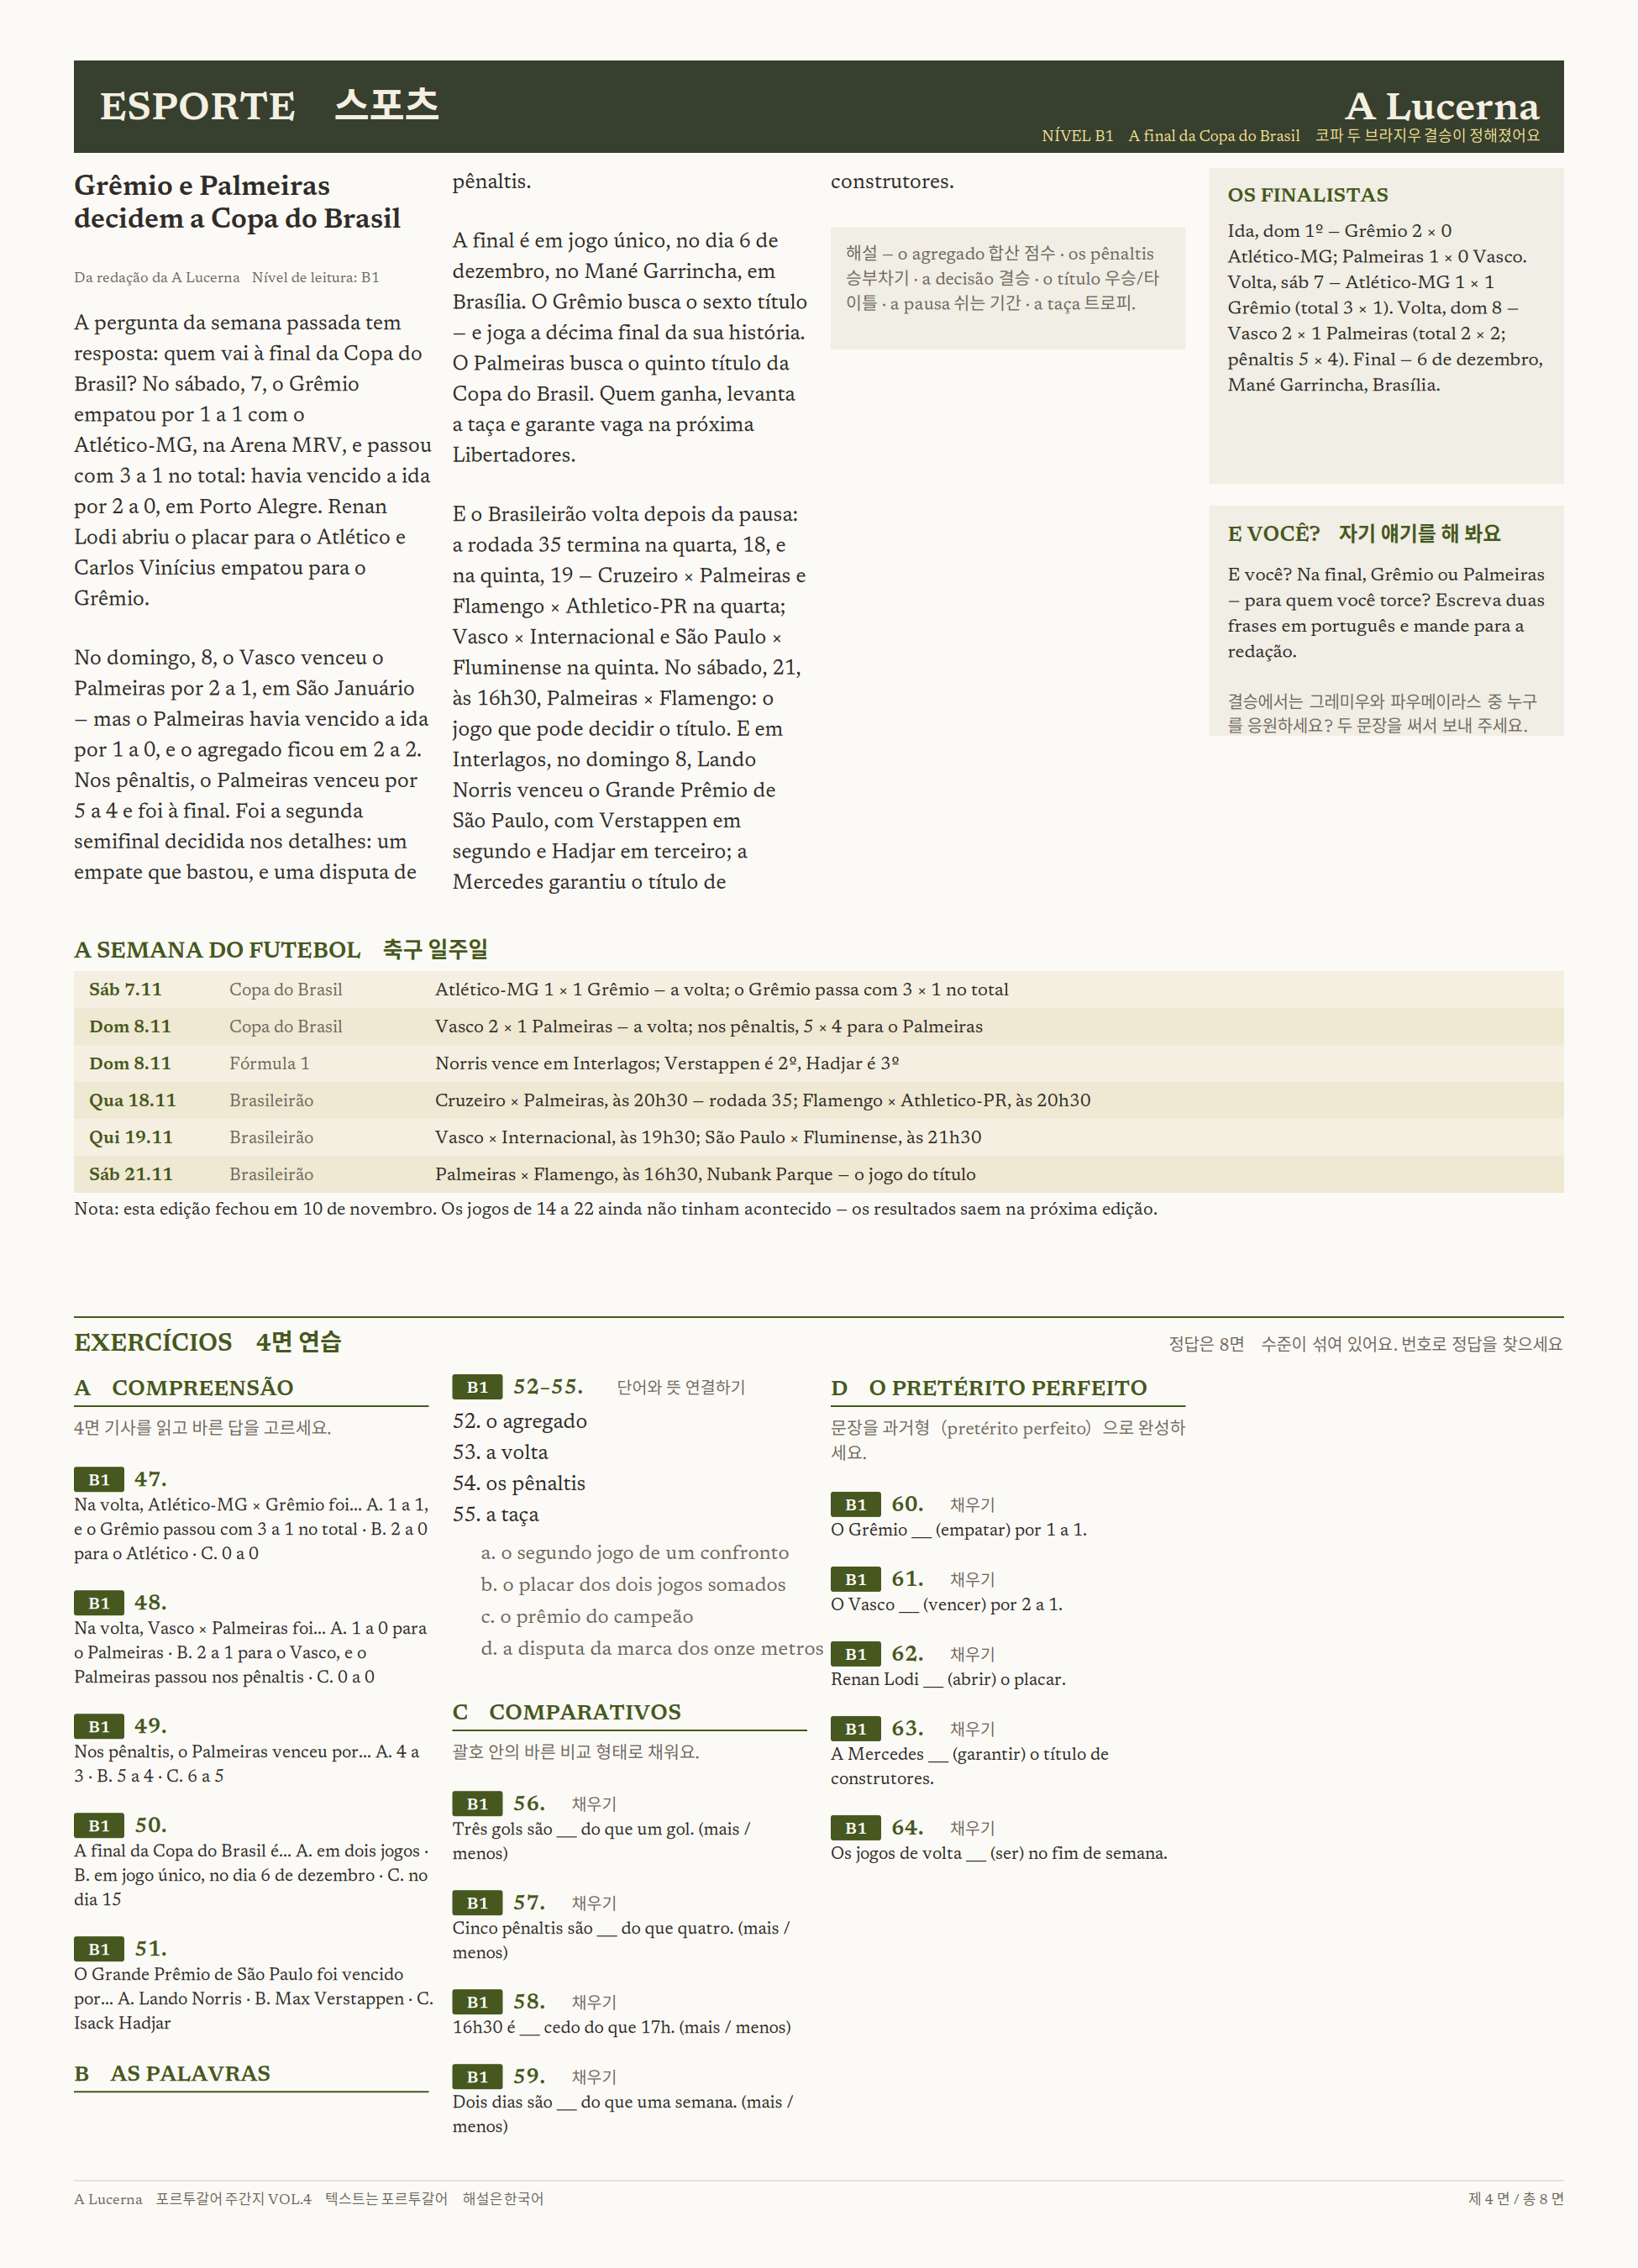 ESPORTE 스포츠
A Lucerna
NÍVEL B1 A final da Copa do Brasil 코파 두 브라지우 결승이 정해졌어요
Grêmio e Palmeiras
decidem a Copa do Brasil
Da redação da A Lucerna Nível de leitura: B1
A pergunta da semana passada tem
resposta: quem vai à final da Copa do
Brasil? No sábado, 7, o Grêmio
empatou por 1 a 1 com o
Atlético-MG, na Arena MRV, e passou
com 3 a 1 no total: havia vencido a ida
por 2 a 0, em Porto Alegre. Renan
Lodi abriu o placar para o Atlético e
Carlos Vinícius empatou para o
Grêmio.
No domingo, 8, o Vasco venceu o
Palmeiras por 2 a 1, em São Januário
– mas o Palmeiras havia vencido a ida
por 1 a 0, e o agregado ficou em 2 a 2.
Nos pênaltis, o Palmeiras venceu por
5 a 4 e foi à final. Foi a segunda
semifinal decidida nos detalhes: um
empate que bastou, e uma disputa de
pênaltis.
A final é em jogo único, no dia 6 de
dezembro, no Mané Garrincha, em
Brasília. O Grêmio busca o sexto título
– e joga a décima final da sua história.
O Palmeiras busca o quinto título da
Copa do Brasil. Quem ganha, levanta
a taça e garante vaga na próxima
Libertadores.
E o Brasileirão volta depois da pausa:
a rodada 35 termina na quarta, 18, e
na quinta, 19 – Cruzeiro × Palmeiras e
Flamengo × Athletico-PR na quarta;
Vasco × Internacional e São Paulo ×
Fluminense na quinta. No sábado, 21,
às 16h30, Palmeiras × Flamengo: o
jogo que pode decidir o título. E em
Interlagos, no domingo 8, Lando
Norris venceu o Grande Prêmio de
São Paulo, com Verstappen em
segundo e Hadjar em terceiro; a
Mercedes garantiu o título de
construtores.
해설 – o agregado 합산 점수 · os pênaltis
승부차기 · a decisão 결승 · o título 우승/타
이틀 · a pausa 쉬는 기간 · a taça 트로피.
OS FINALISTAS
Ida, dom 1º – Grêmio 2 × 0
Atlético-MG; Palmeiras 1 × 0 Vasco.
Volta, sáb 7 – Atlético-MG 1 × 1
Grêmio (total 3 × 1). Volta, dom 8 –
Vasco 2 × 1 Palmeiras (total 2 × 2;
pênaltis 5 × 4). Final – 6 de dezembro,
Mané Garrincha, Brasília.
E VOCÊ? 자기 얘기를 해 봐요
E você? Na final, Grêmio ou Palmeiras
– para quem você torce? Escreva duas
frases em português e mande para a
redação.
결승에서는 그레미우와 파우메이라스 중 누구
를 응원하세요? 두 문장을 써서 보내 주세요.
A SEMANA DO FUTEBOL 축구 일주일
Sáb 7.11 Copa do Brasil Atlético-MG 1 × 1 Grêmio – a volta; o Grêmio passa com 3 × 1 no total
Dom 8.11 Copa do Brasil Vasco 2 × 1 Palmeiras – a volta; nos pênaltis, 5 × 4 para o Palmeiras
Dom 8.11 Fórmula 1 Norris vence em Interlagos; Verstappen é 2º, Hadjar é 3º
Qua 18.11 Brasileirão Cruzeiro × Palmeiras, às 20h30 – rodada 35; Flamengo × Athletico-PR, às 20h30
Qui 19.11 Brasileirão Vasco × Internacional, às 19h30; São Paulo × Fluminense, às 21h30
Sáb 21.11 Brasileirão Palmeiras × Flamengo, às 16h30, Nubank Parque – o jogo do título
Nota: esta edição fechou em 10 de novembro. Os jogos de 14 a 22 ainda não tinham acontecido – os resultados saem na próxima edição.
EXERCÍCIOS 4면 연습
정답은 8면 수준이 섞여 있어요. 번호로 정답을 찾으세요
A COMPREENSÃO
4면 기사를 읽고 바른 답을 고르세요.
B1 47.
Na volta, Atlético-MG × Grêmio foi... A. 1 a 1,
e o Grêmio passou com 3 a 1 no total · B. 2 a 0
para o Atlético · C. 0 a 0
B1 48.
Na volta, Vasco × Palmeiras foi... A. 1 a 0 para
o Palmeiras · B. 2 a 1 para o Vasco, e o
Palmeiras passou nos pênaltis · C. 0 a 0
B1 49.
Nos pênaltis, o Palmeiras venceu por... A. 4 a
3 · B. 5 a 4 · C. 6 a 5
B1 50.
A final da Copa do Brasil é... A. em dois jogos ·
B. em jogo único, no dia 6 de dezembro · C. no
dia 15
B1 51.
O Grande Prêmio de São Paulo foi vencido
por... A. Lando Norris · B. Max Verstappen · C.
Isack Hadjar
B AS PALAVRAS
B1 52–55. 단어와 뜻 연결하기
52. o agregado
53. a volta
54. os pênaltis
55. a taça
a. o segundo jogo de um confronto
b. o placar dos dois jogos somados
c. o prêmio do campeão
d. a disputa da marca dos onze metros
C COMPARATIVOS
괄호 안의 바른 비교 형태로 채워요.
B1 56. 채우기
Três gols são __ do que um gol. (mais /
menos)
B1 57. 채우기
Cinco pênaltis são __ do que quatro. (mais /
menos)
B1 58. 채우기
16h30 é __ cedo do que 17h. (mais / menos)
B1 59. 채우기
Dois dias são __ do que uma semana. (mais /
menos)
D O PRETÉRITO PERFEITO
문장을 과거형（pretérito perfeito）으로 완성하
세요.
B1 60. 채우기
O Grêmio __ (empatar) por 1 a 1.
B1 61. 채우기
O Vasco __ (vencer) por 2 a 1.
B1 62. 채우기
Renan Lodi __ (abrir) o placar.
B1 63. 채우기
A Mercedes __ (garantir) o título de
construtores.
B1 64. 채우기
Os jogos de volta __ (ser) no fim de semana.
A Lucerna 포르투갈어 주간지 VOL.4 텍스트는 포르투갈어 해설은 한국어
제 4 면 / 총 8 면